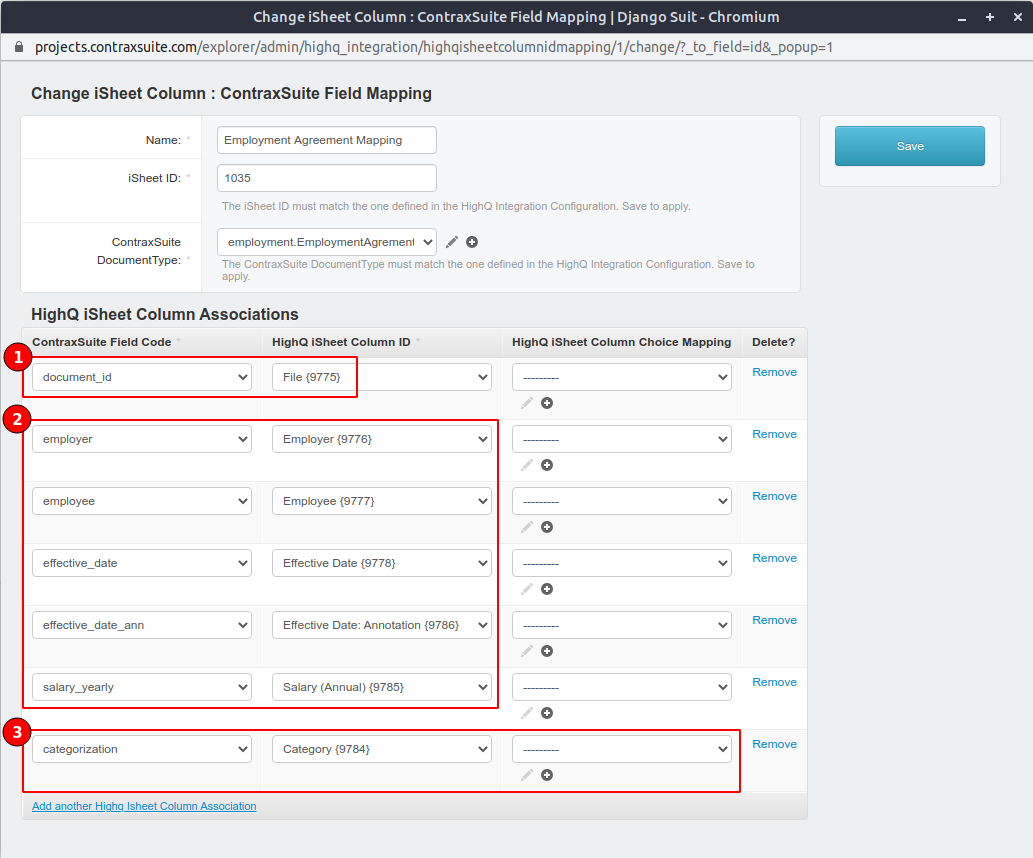 Change iSheet Column : ContraxSuite Field Mapping | Django Suit - Chromium
projects.contraxsuite.com/explorer/admin/highq_integration/highqisheetcolumnidmapping/1/change/?_to_field=id&_popup=1
Change iSheet Column : ContraxSuite Field Mapping
Name: * Employment Agreement Mapping
Save
iSheet ID: * 1035
The iSheet ID must match the one defined in the HighQ Integration Configuration. Save to apply.
ContraxSuite
DocumentType: *
employment.EmploymentAgrement
The ContraxSuite DocumentType must match the one defined in the HighQ Integration Configuration. Save to
apply.
HighQ iSheet Column Associations
ContraxSuite Field Code * HighQ iSheet Column ID * HighQ iSheet Column Choice Mapping Delete?
1
document_id File {9775} --------- Remove
2
employer Employer {9776} --------- Remove
employee Employee {9777} --------- Remove
effective_date Effective Date {9778} --------- Remove
effective_date_ann Effective Date: Annotation {9786} --------- Remove
salary_yearly Salary (Annual) {9785} --------- Remove
3
categorization Category {9784} --------- Remove
Add another Highq Isheet Column Association